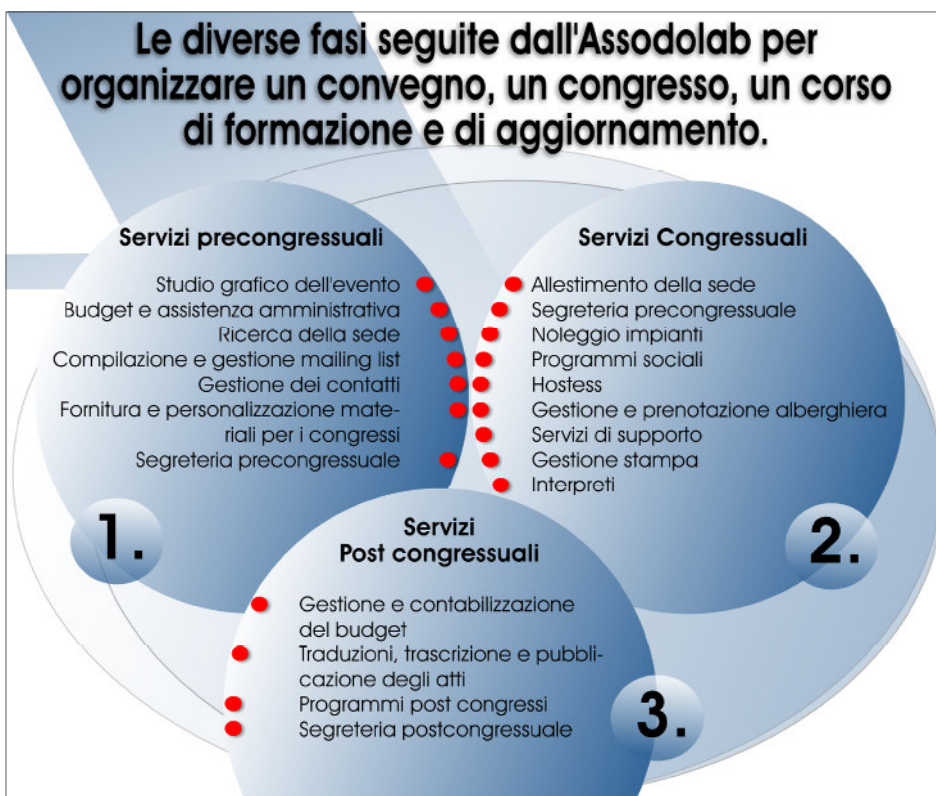 Le diverse fasi seguite dall'Assodolab per
organizzare un convegno, un congresso, un corso
di formazione e di aggiornamento.
Servizi precongressuali
Studio grafico dell'evento
Budget e assistenza amministrativa
Ricerca della sede
Compilazione e gestione mailing list
Gestione dei contatti
Fornitura e personalizzazione mate-
riali per i congressi
Segreteria precongressuale
1.
Servizi Congressuali
Allestimento della sede
Segreteria precongressuale
Noleggio impianti
Programmi sociali
Hostess
Gestione e prenotazione alberghiera
Servizi di supporto
Gestione stampa
Interpreti
2.
Servizi
Post congressuali
Gestione e contabilizzazione
del budget
Traduzioni, trascrizione e pubbli-
cazione degli atti
Programmi post congressi
Segreteria postcongressuale
3.